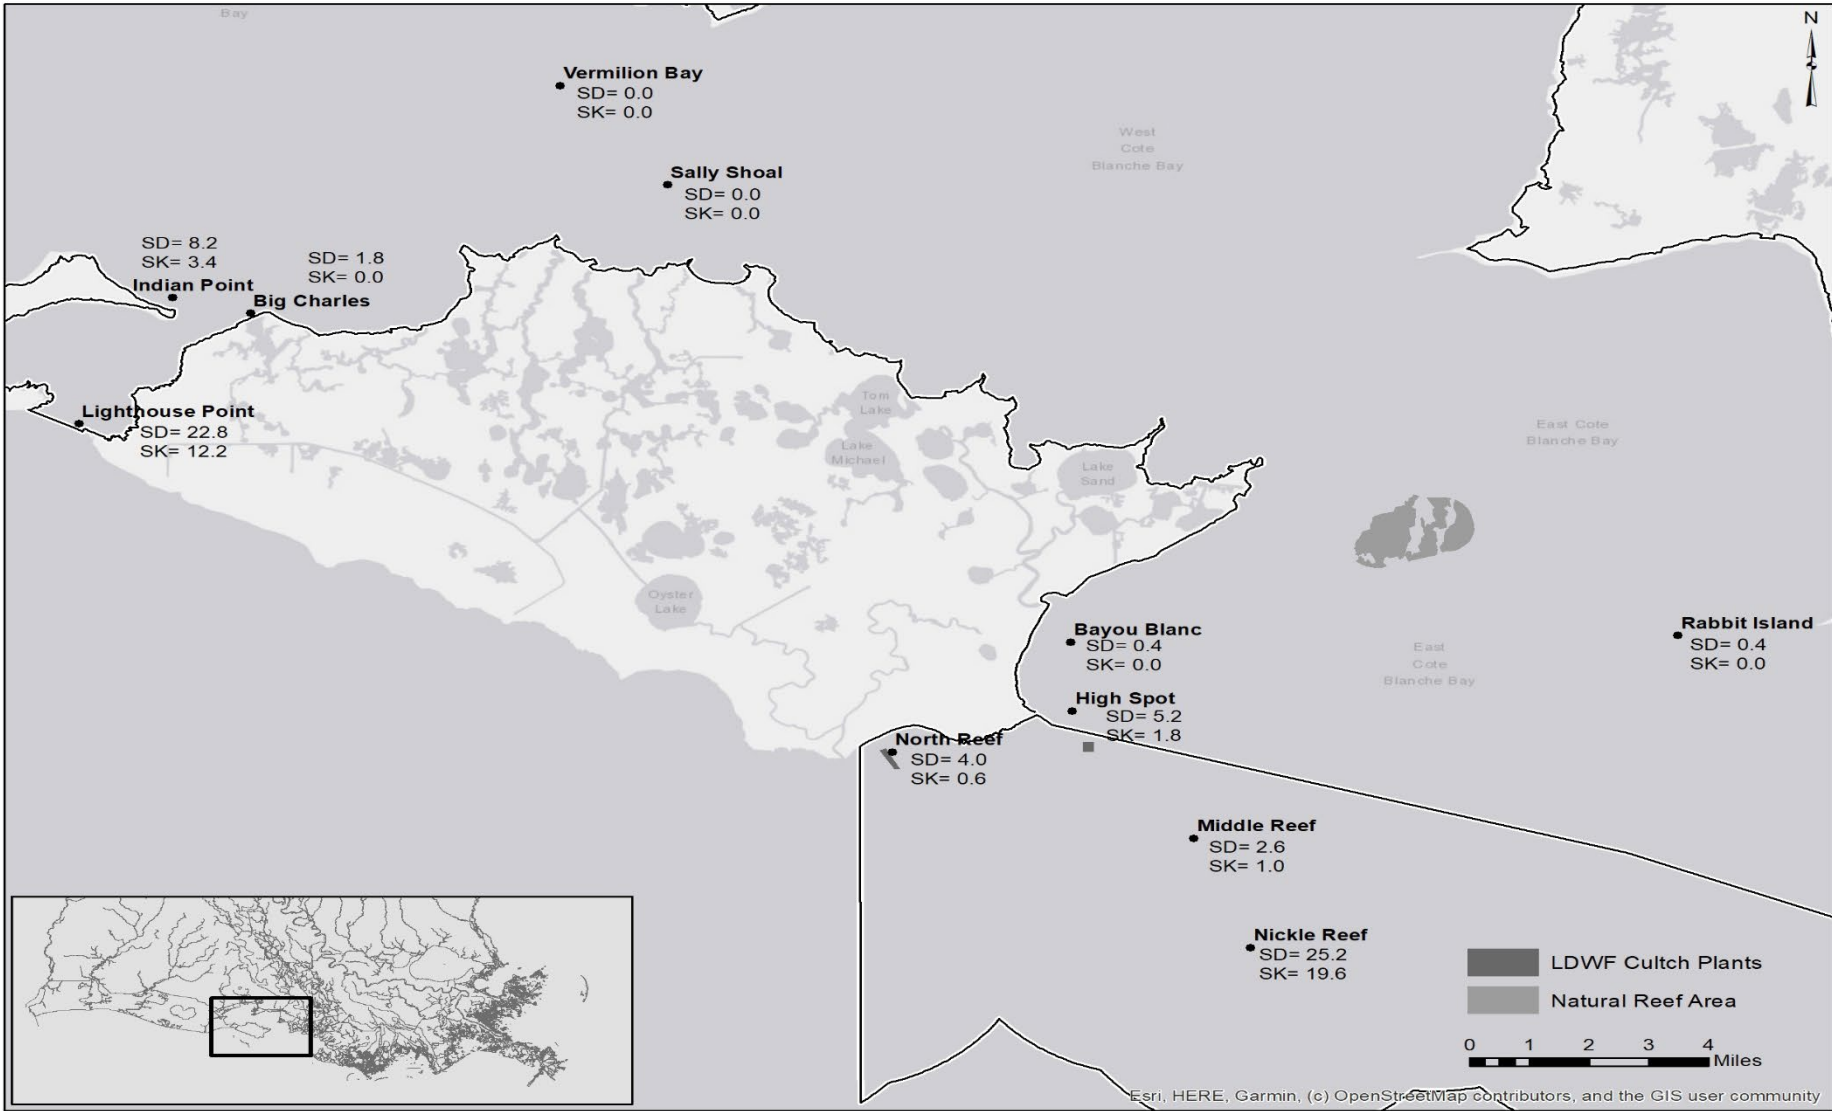 Bay
N
Vermilion Bay
SD= 0.0
SK= 0.0
West
Cote
Blanche Bay
Sally Shoal
SD= 0.0
SK= 0.0
SD= 8.2
SK= 3.4
Indian Point
SD= 1.8
SK= 0.0
Big Charles
Lighthouse Point
SD= 22.8
SK= 12.2
Tom
Lake
Lake
Michael
Lake
Sand
East Cote
Blanche Bay
Oyster
Lake
Bayou Blanc
SD= 0.4
SK= 0.0
East
Cote
Blanche Bay
Rabbit Island
SD= 0.4
SK= 0.0
High Spot
SD= 5.2
SK= 1.8
North Reef
SD= 4.0
SK= 0.6
Middle Reef
SD= 2.6
SK= 1.0
Nickle Reef
SD= 25.2
SK= 19.6
LDWF Cultch Plants
Natural Reef Area
0 1 2 3 4
Miles
Esri, HERE, Garmin, (c) OpenStreetMap contributors, and the GIS user community